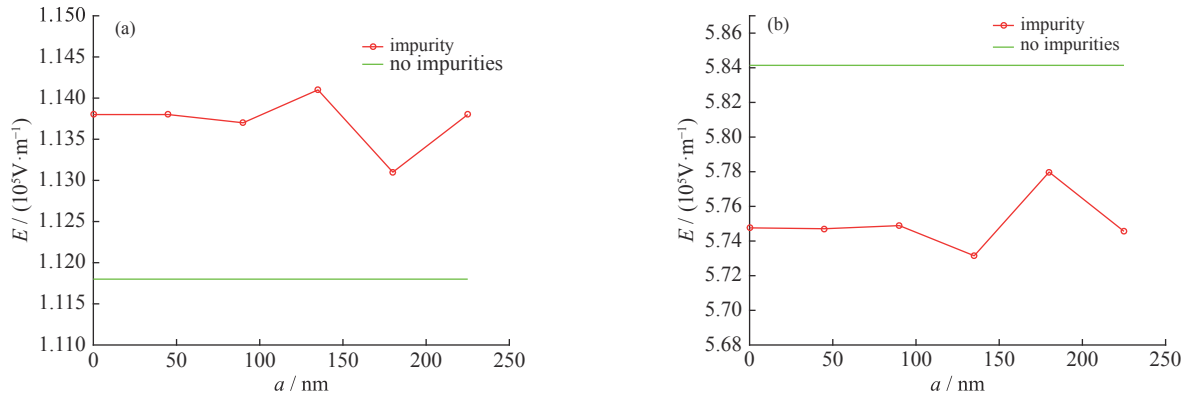 (a)
impurity
no impurities
1.150
1.145
1.140
1.135
1.130
1.125
1.120
1.115
1.110
E / (10⁵V·m⁻¹)
0 50 100 150 200 250
a / nm
(b)
impurity
no impurities
5.87
5.86
5.84
5.82
5.80
5.78
5.76
5.74
5.72
5.70
5.68
E / (10⁵V·m⁻¹)
0 50 100 150 200 250
a / nm